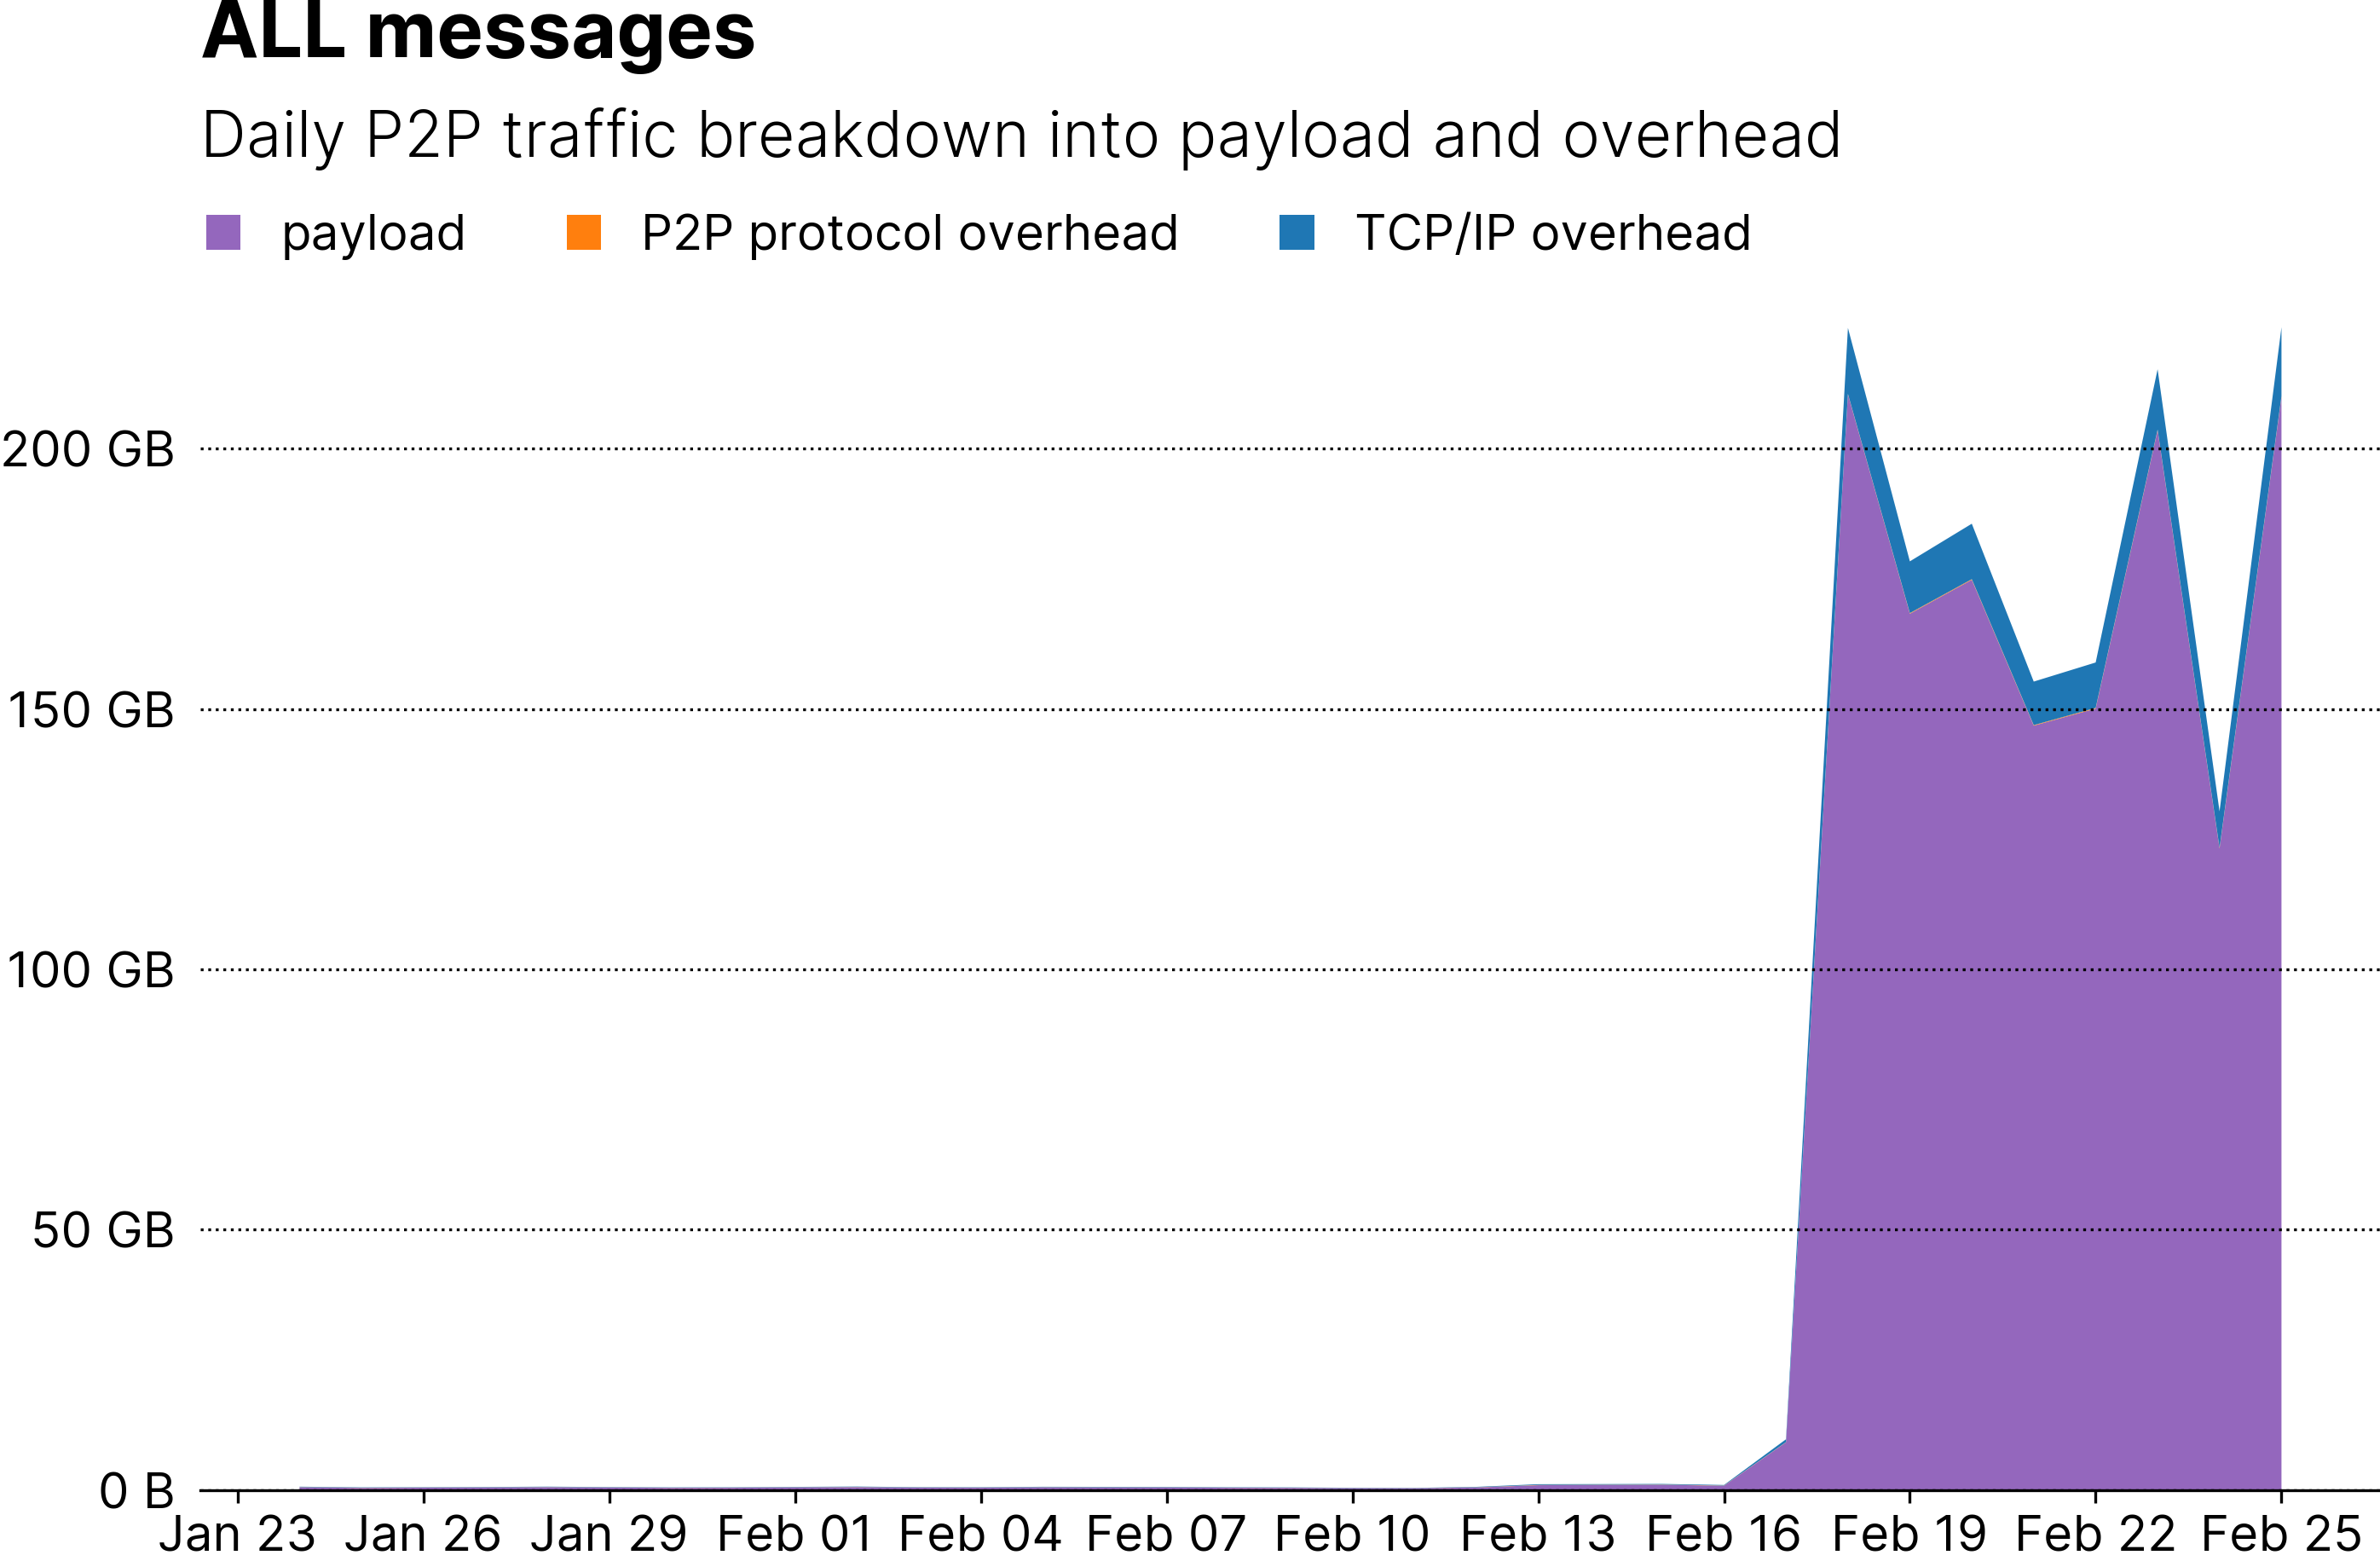 ALL messages
Daily P2P traffic breakdown into payload and overhead
payload P2P protocol overhead TCP/IP overhead
200 GB
150 GB
100 GB
50 GB
0 B
Jan 23 Jan 26 Jan 29 Feb 01 Feb 04 Feb 07 Feb 10 Feb 13 Feb 16 Feb 19 Feb 22 Feb 25